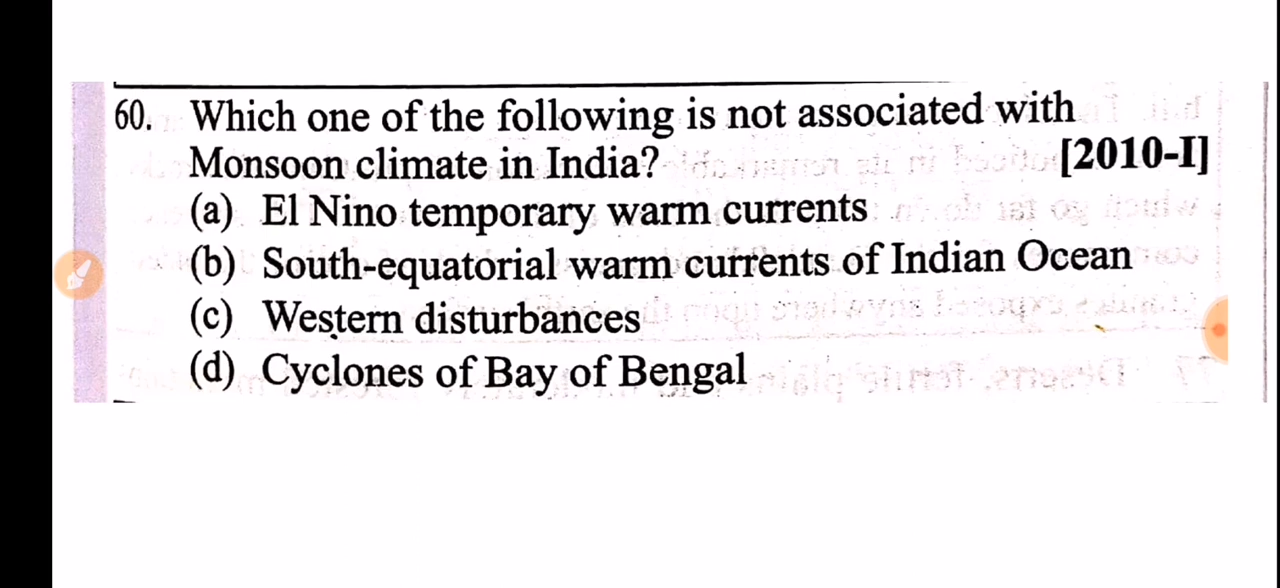 60. Which one of the following is not associated with
Monsoon climate in India? [2010-I]
(a) El Nino temporary warm currents
(b) South-equatorial warm currents of Indian Ocean
(c) Western disturbances
(d) Cyclones of Bay of Bengal